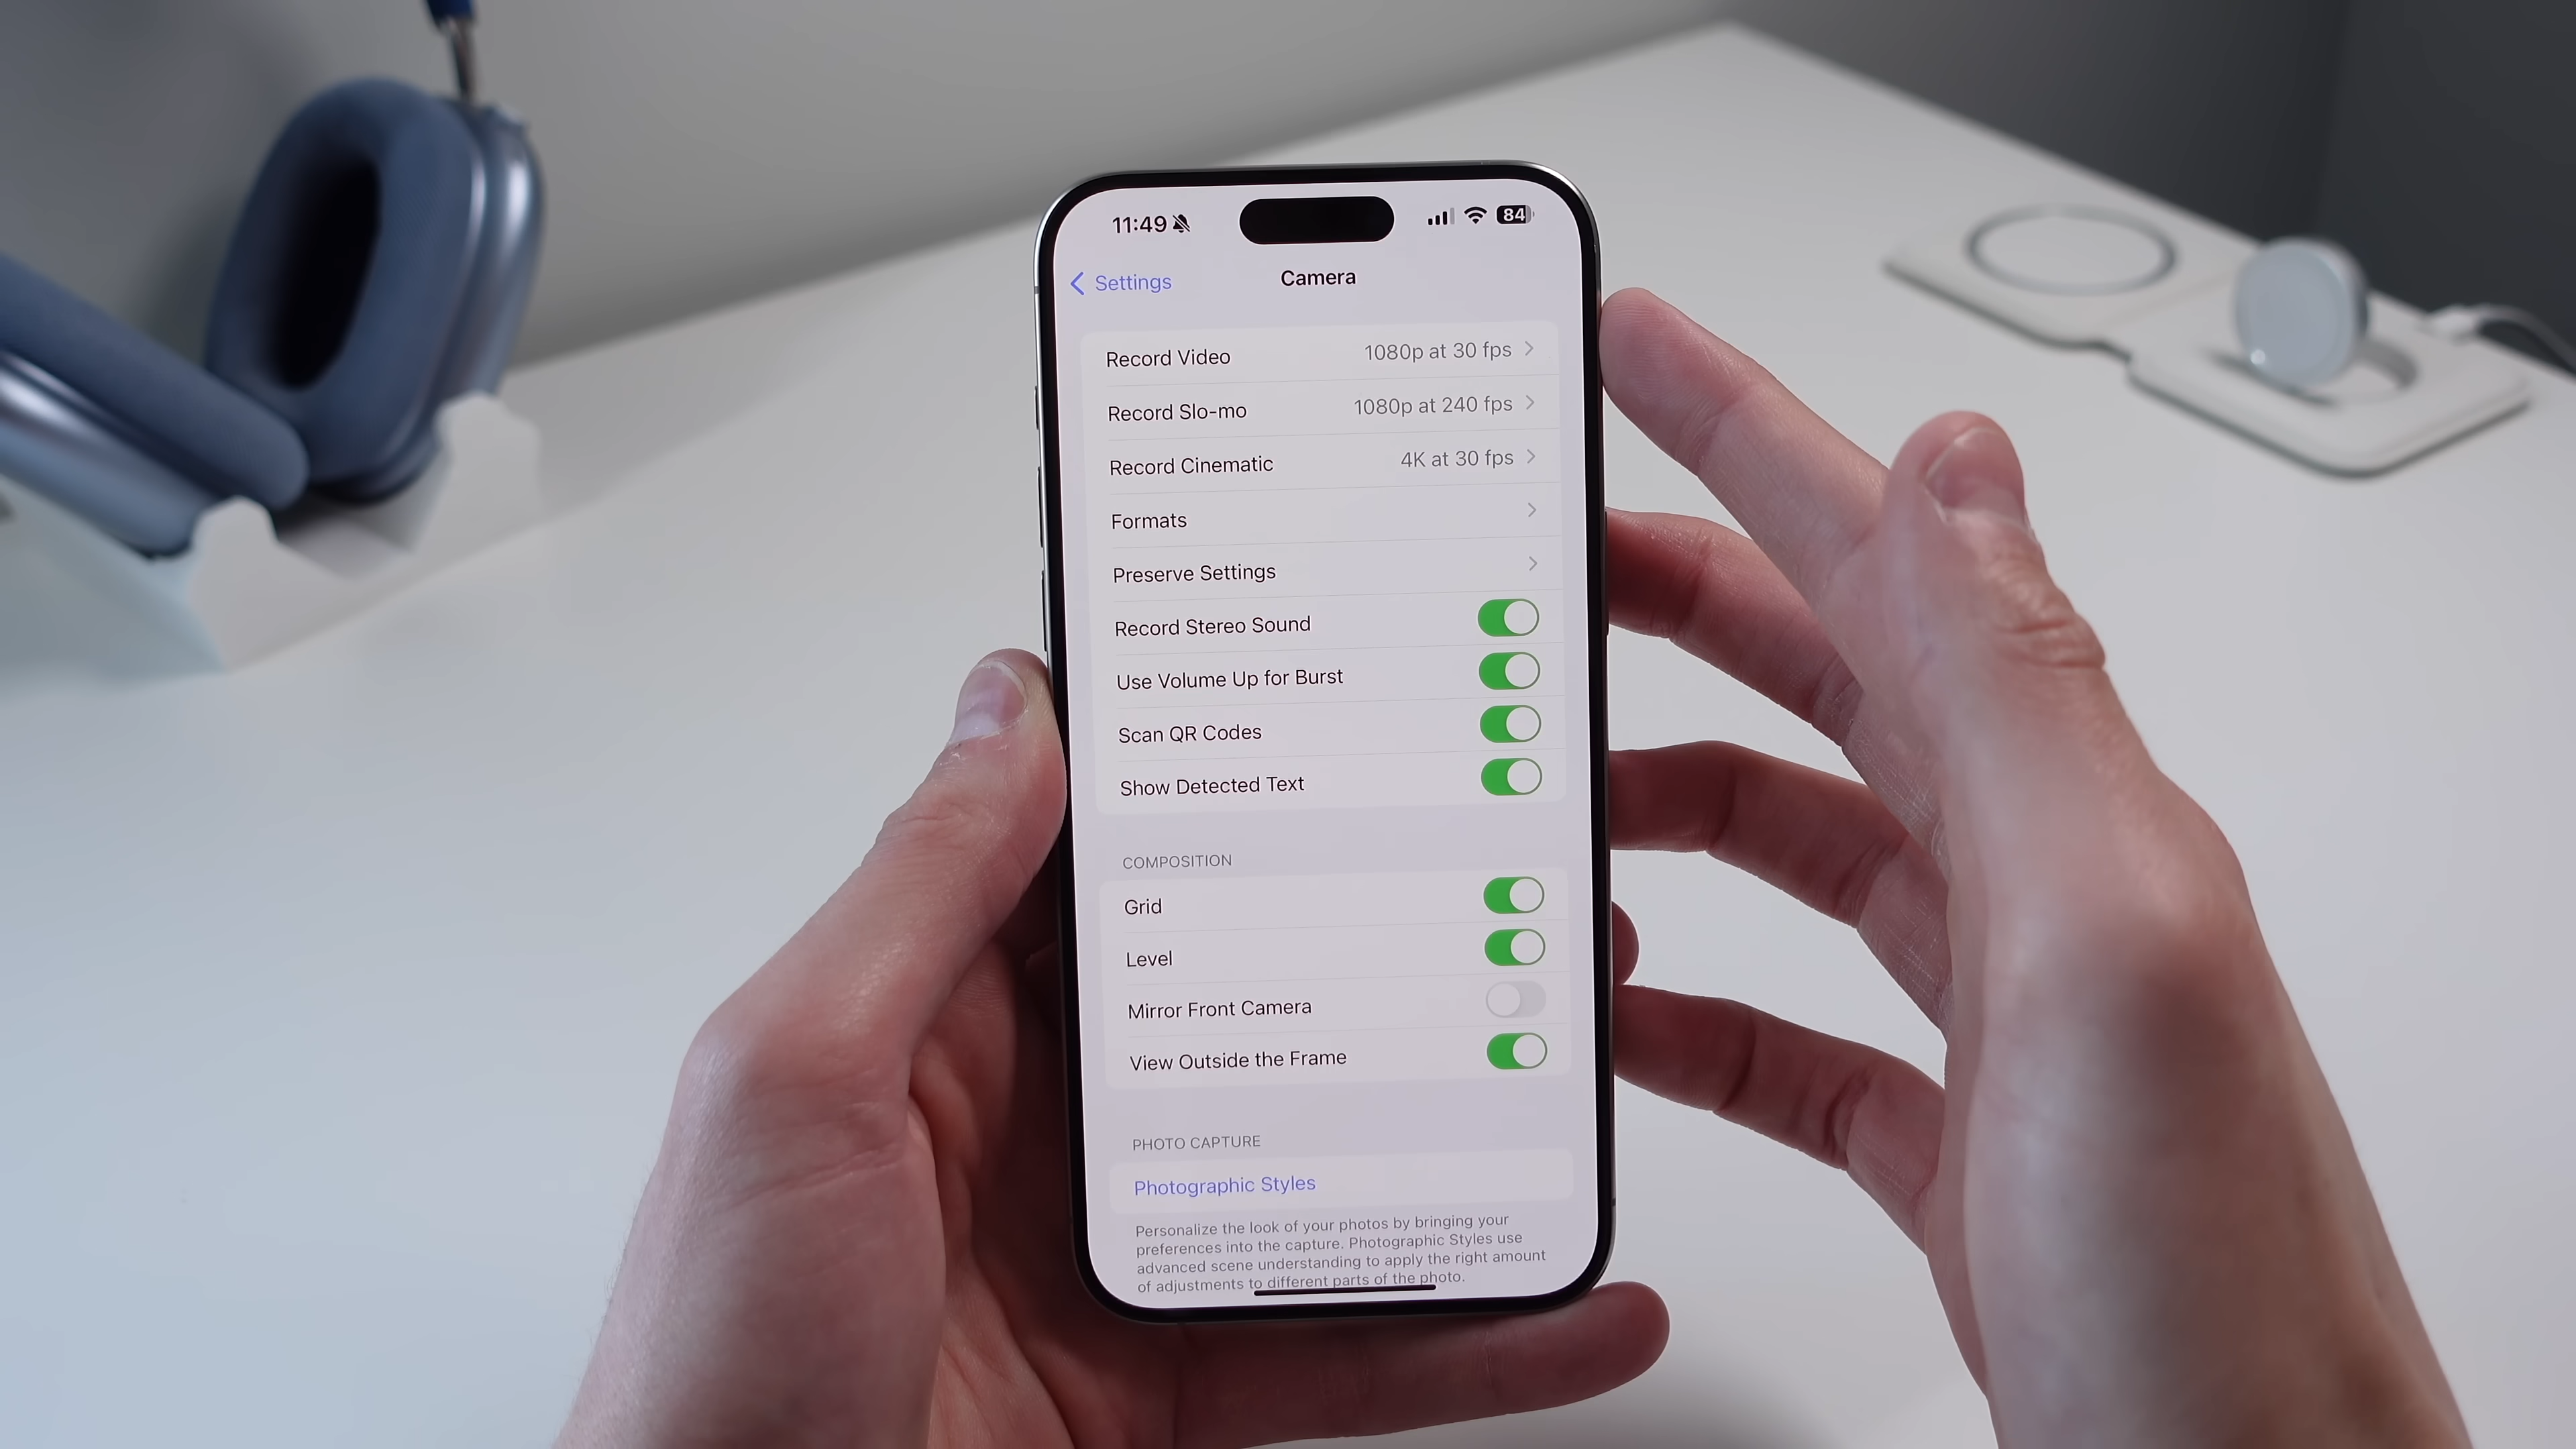 11:49 84
Settings Camera
Record Video 1080p at 30 fps
Record Slo-mo 1080p at 240 fps
Record Cinematic 4K at 30 fps
Formats
Preserve Settings
Record Stereo Sound
Use Volume Up for Burst
Scan QR Codes
Show Detected Text
COMPOSITION
Grid
Level
Mirror Front Camera
View Outside the Frame
PHOTO CAPTURE
Photographic Styles
Personalize the look of your photos by bringing your
preferences into the capture. Photographic Styles use
advanced scene understanding to apply the right amount
of adjustments to different parts of the photo.